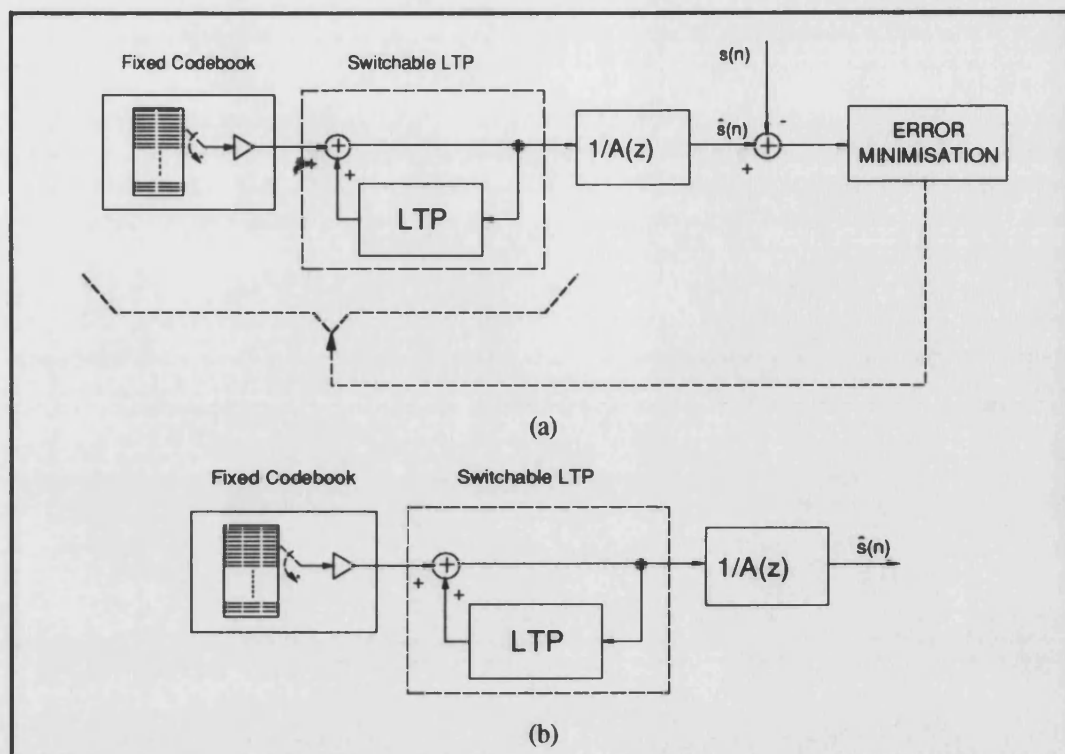 Fixed Codebook Switchable LTP s(n)
+ + LTP 1/A(z) ŝ(n) + - ERROR
MINIMISATION
(a)
Fixed Codebook Switchable LTP
+ + LTP 1/A(z) ŝ(n)
(b)